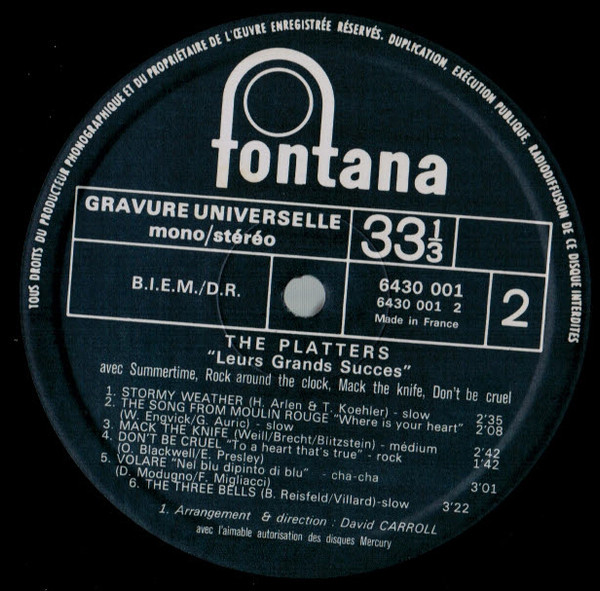 TOUS DROITS DU PRODUCTEUR PHONOGRAPHIQUE ET DU PROPRIÉTAIRE DE L'ŒUVRE ENREGISTRÉE RÉSERVÉS. DUPLICATION, EXÉCUTION PUBLIQUE, RADIODIFFUSION DE CE DISQUE INTERDITES
fontana
GRAVURE UNIVERSELLE
mono/stéréo
33 1/3
B.I.E.M./D.R.
6430 001
6430 001 2
Made in France
2
THE PLATTERS
"Leurs Grands Succes"
avec Summertime, Rock around the clock, Mack the knife, Don't be cruel
1. STORMY WEATHER (H. Arlen & T. Koehler) - slow 2'35
2. THE SONG FROM MOULIN ROUGE "Where is your heart" 2'08
(W. Engvick/G. Auric) - slow
3. MACK THE KNIFE (Weill/Brecht/Blitzstein) - médium 2'42
4. DON'T BE CRUEL "To a heart that's true" - rock 1'42
(O. Blackwell/E. Presley)
5. VOLARE "Nel blu dipinto di blu" - cha-cha 3'01
(D. Modugno/F. Migliacci)
6. THE THREE BELLS (B. Reisfeld/Villard)-slow 3'22
1. Arrangement & direction : David CARROLL
avec l'aimable autorisation des disques Mercury